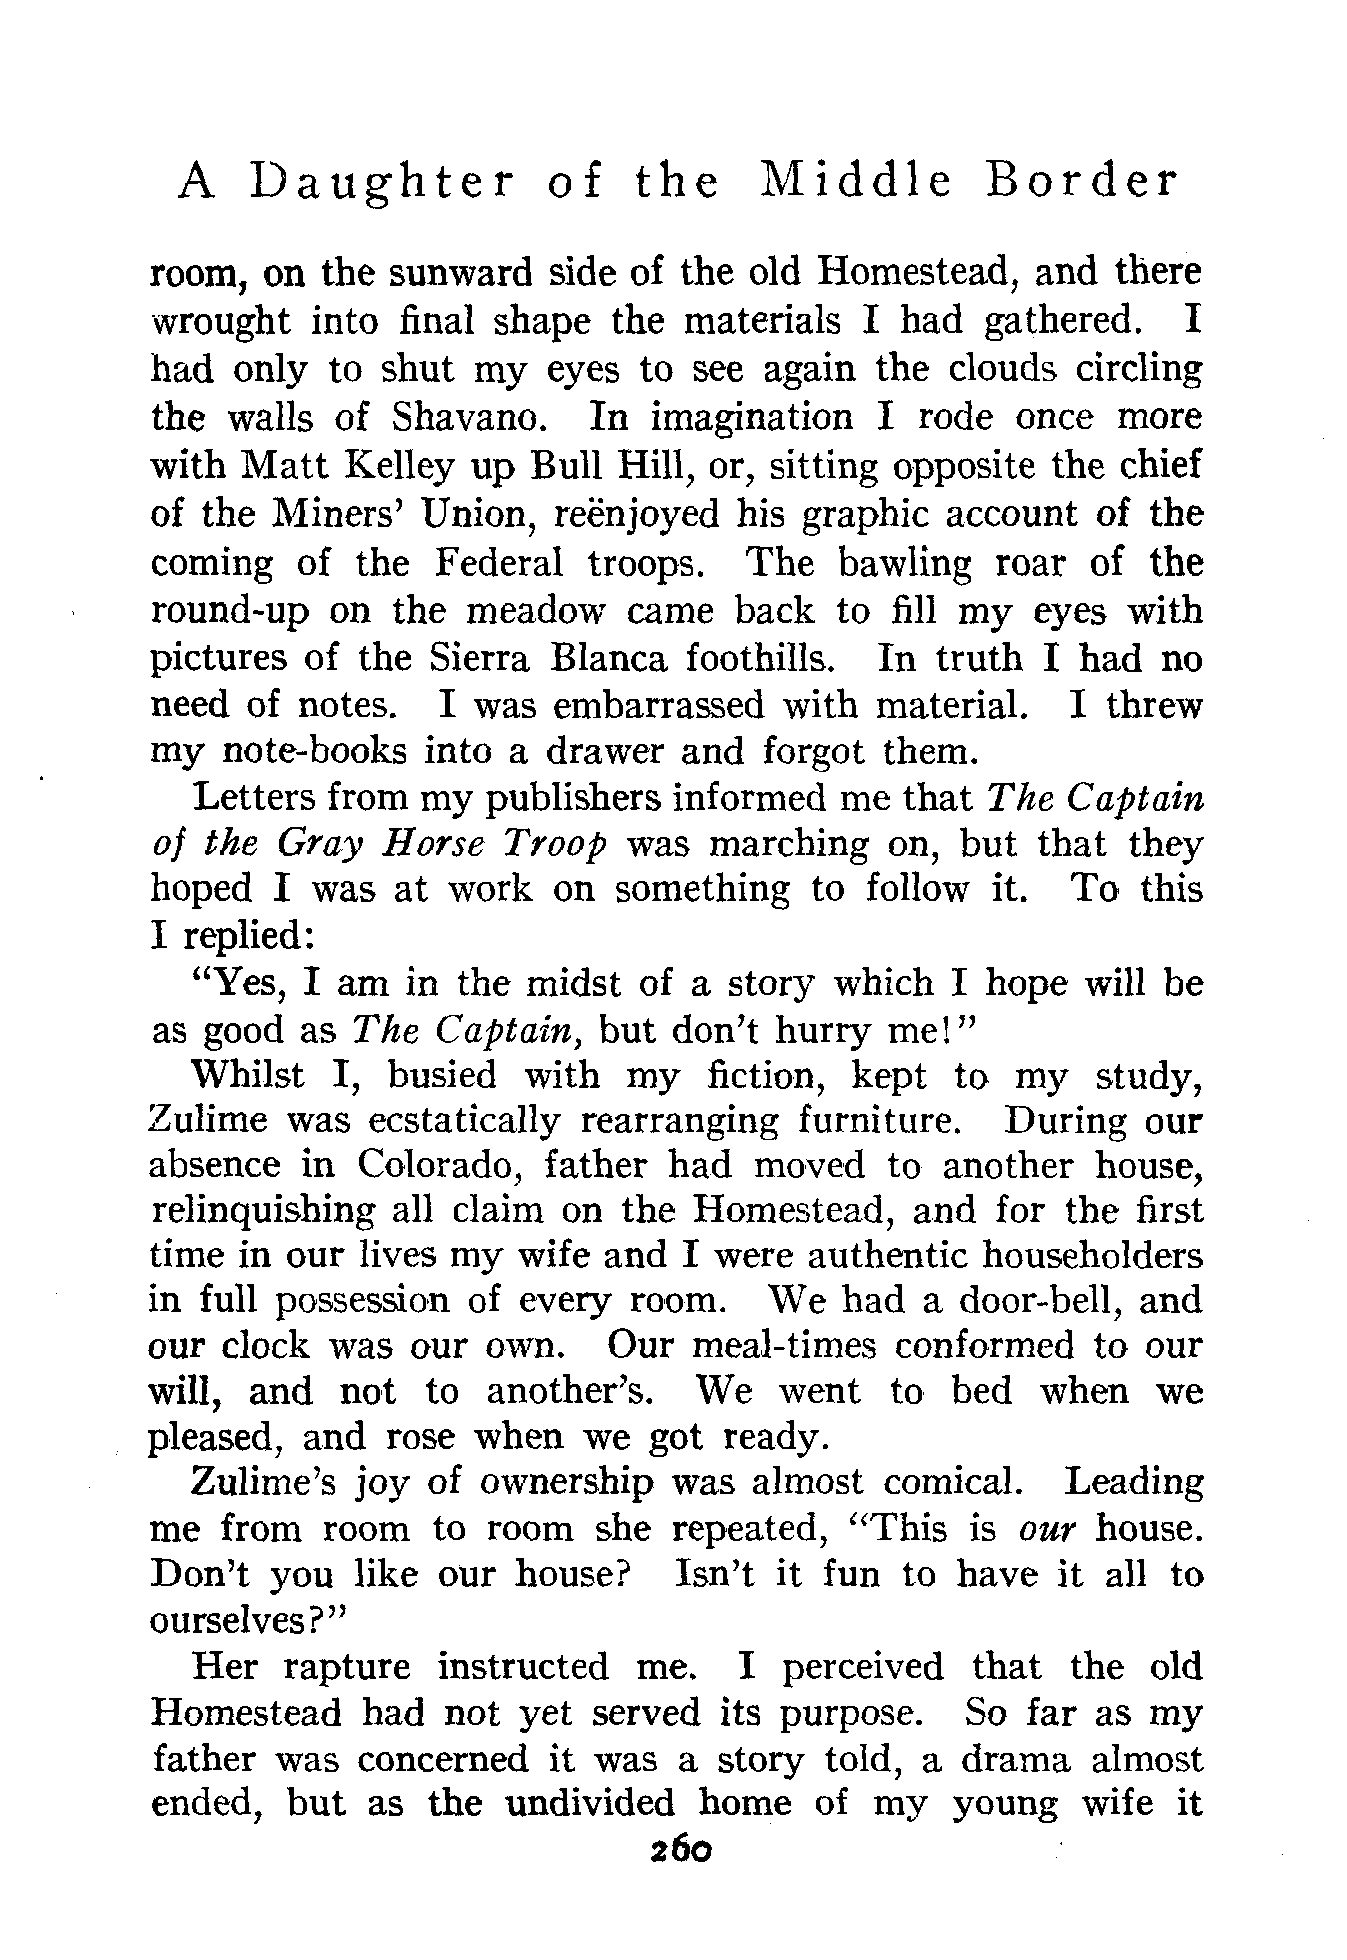 A Daughter of the Middle Border
room, on the sunward side of the old Homestead, and there
wrought into final shape the materials I had gathered. I
had only to shut my eyes to see again the clouds circling
the walls of Shavano. In imagination I rode once more
with Matt Kelley up Bull Hill, or, sitting opposite the chief
of the Miners' Union, reënjoyed his graphic account of the
coming of the Federal troops. The bawling roar of the
round-up on the meadow came back to fill my eyes with
pictures of the Sierra Blanca foothills. In truth I had no
need of notes. I was embarrassed with material. I threw
my note-books into a drawer and forgot them.
Letters from my publishers informed me that The Captain
of the Gray Horse Troop was marching on, but that they
hoped I was at work on something to follow it. To this
I replied:
"Yes, I am in the midst of a story which I hope will be
as good as The Captain, but don't hurry me!"
Whilst I, busied with my fiction, kept to my study,
Zulime was ecstatically rearranging furniture. During our
absence in Colorado, father had moved to another house,
relinquishing all claim on the Homestead, and for the first
time in our lives my wife and I were authentic householders
in full possession of every room. We had a door-bell, and
our clock was our own. Our meal-times conformed to our
will, and not to another's. We went to bed when we
pleased, and rose when we got ready.
Zulime's joy of ownership was almost comical. Leading
me from room to room she repeated, "This is our house.
Don't you like our house? Isn't it fun to have it all to
ourselves?"
Her rapture instructed me. I perceived that the old
Homestead had not yet served its purpose. So far as my
father was concerned it was a story told, a drama almost
ended, but as the undivided home of my young wife it
260